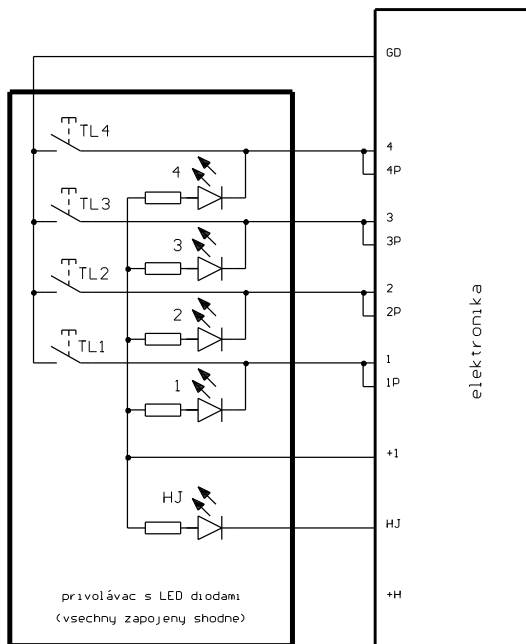 GD
TL4
4
4
4P
TL3
3
3
3P
TL2
2
2
2P
TL1
1
1
1P
+1
HJ
HJ
+H
elektronika
privolávac s LED diodami
(vsechny zapojeny shodne)